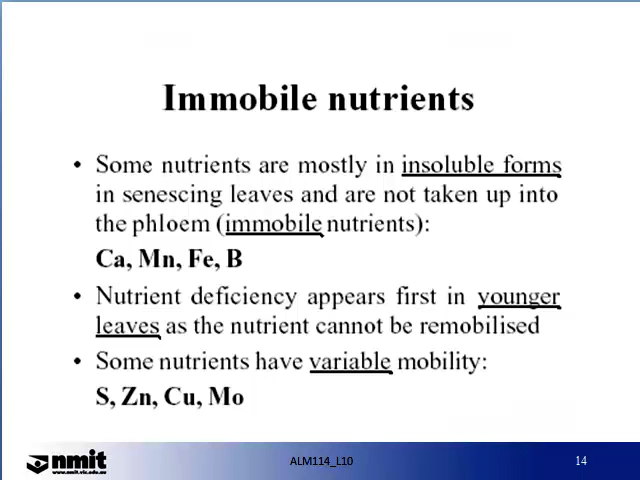 Immobile nutrients
• Some nutrients are mostly in insoluble forms
in senescing leaves and are not taken up into
the phloem (immobile nutrients):
Ca, Mn, Fe, B
• Nutrient deficiency appears first in younger
leaves as the nutrient cannot be remobilised
• Some nutrients have variable mobility:
S, Zn, Cu, Mo
nmit
www.nmit.vic.edu.au
ALM114_L10
14